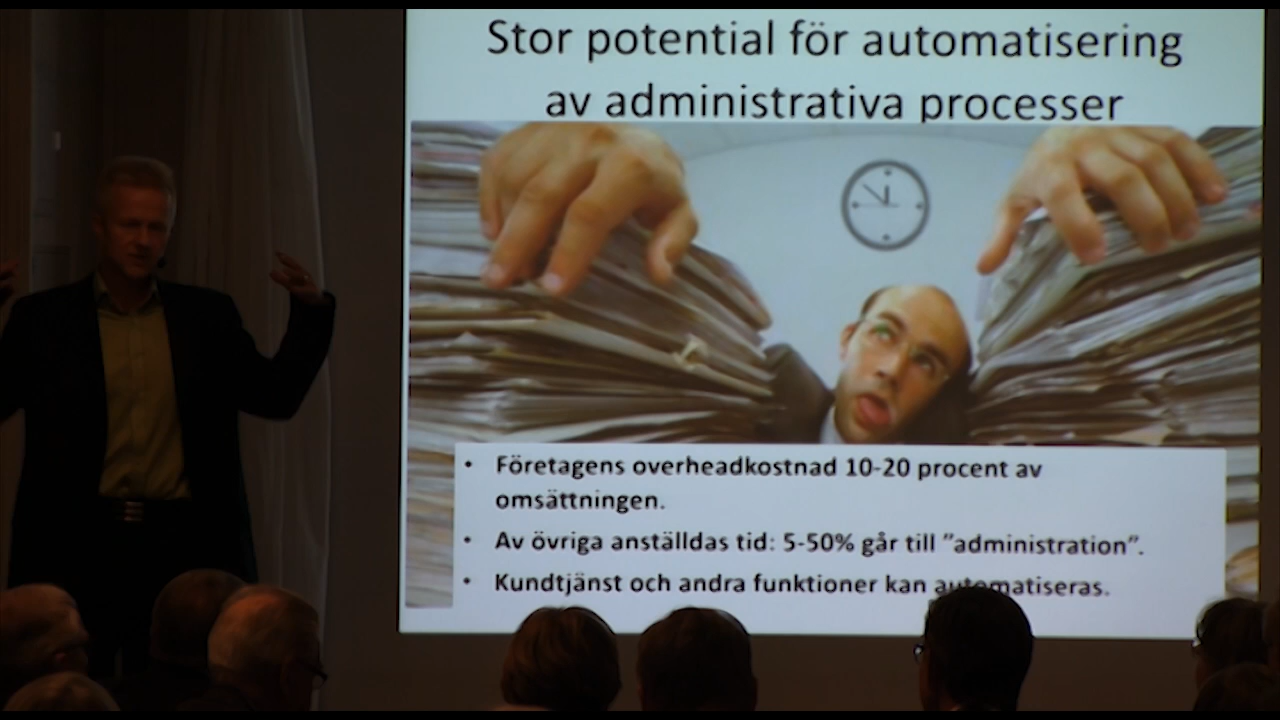 Stor potential för automatisering
av administrativa processer
• Företagens overheadkostnad 10-20 procent av
omsättningen.
• Av övriga anställdas tid: 5-50% går till ”administration”.
• Kundtjänst och andra funktioner kan automatiseras.